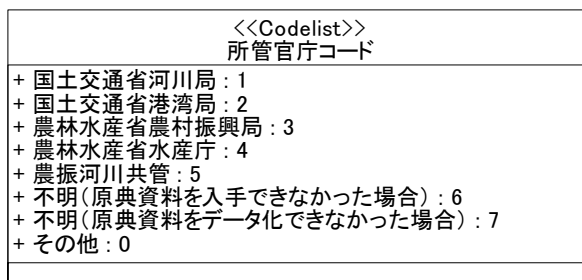 <<Codelist>>
所管官庁コード
+ 国土交通省河川局 : 1
+ 国土交通省港湾局 : 2
+ 農林水産省農村振興局 : 3
+ 農林水産省水産庁 : 4
+ 農振河川共管 : 5
+ 不明（原典資料を入手できなかった場合） : 6
+ 不明（原典資料をデータ化できなかった場合） : 7
+ その他 : 0